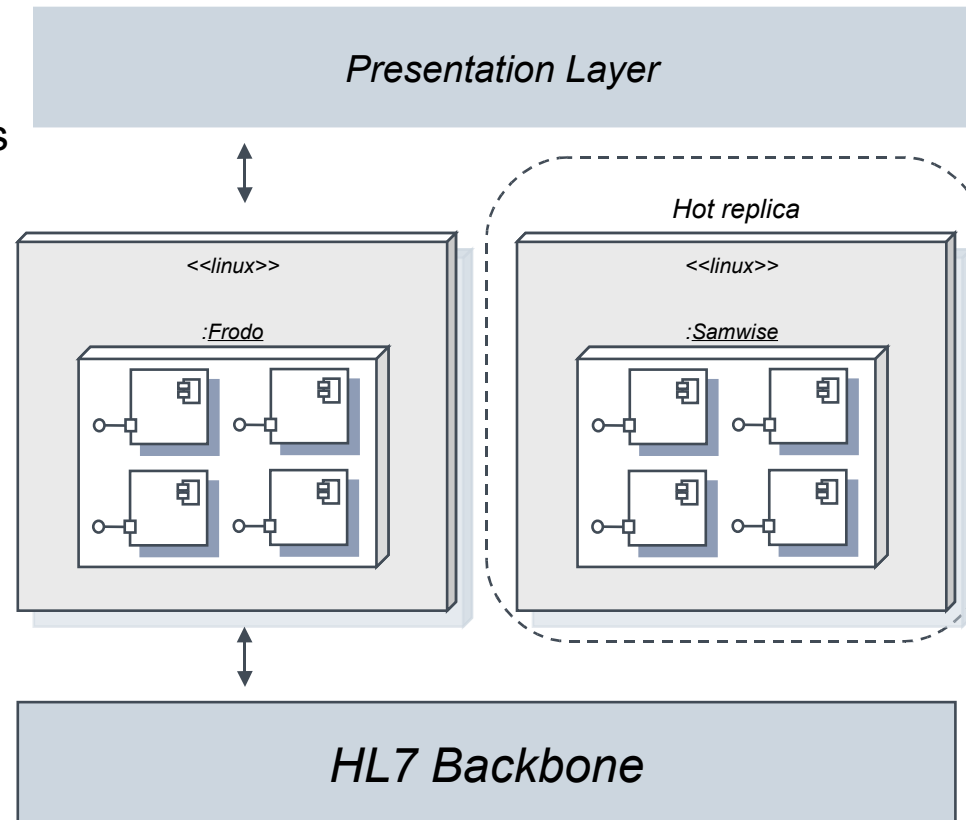 Presentation Layer
s
Hot replica
<<linux>>
<<linux>>
:Frodo
:Samwise
HL7 Backbone